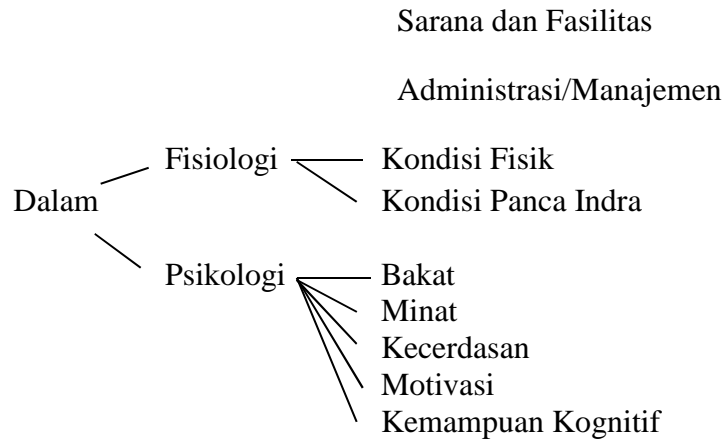 Sarana dan Fasilitas
Administrasi/Manajemen
Fisiologi Kondisi Fisik
Dalam Kondisi Panca Indra
Psikologi Bakat
Minat
Kecerdasan
Motivasi
Kemampuan Kognitif